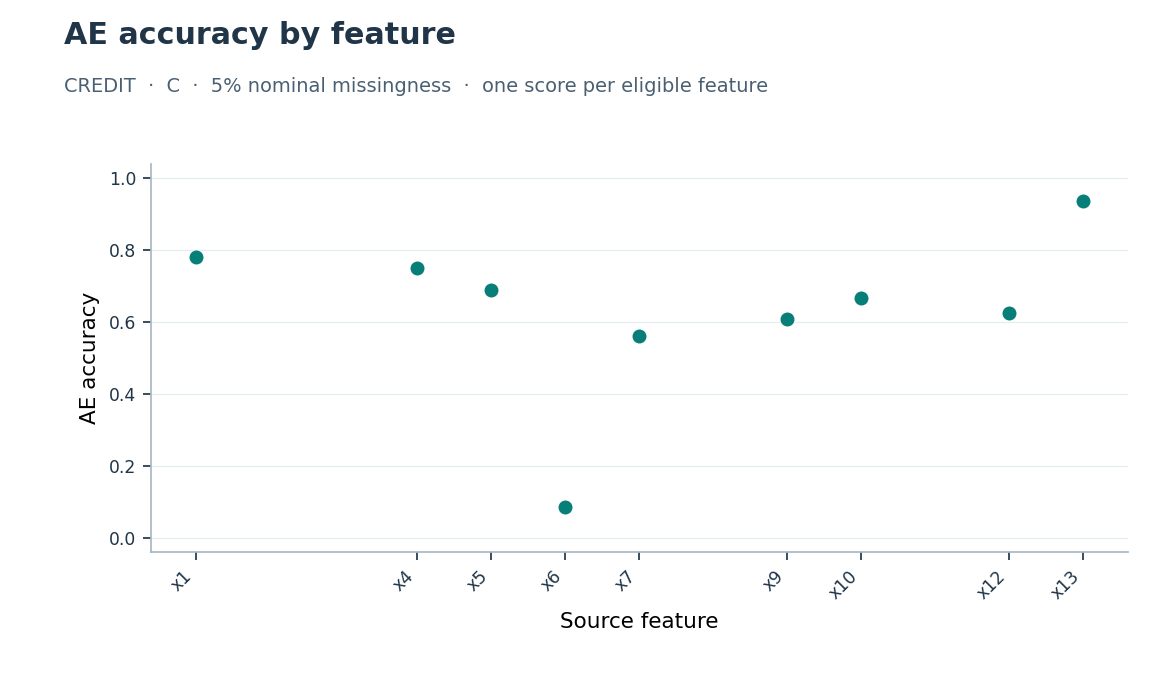 AE accuracy by feature
CREDIT · C · 5% nominal missingness · one score per eligible feature
AE accuracy
1.0
0.8
0.6
0.4
0.2
0.0
x1
x4
x5
x6
x7
x9
x10
x12
x13
Source feature